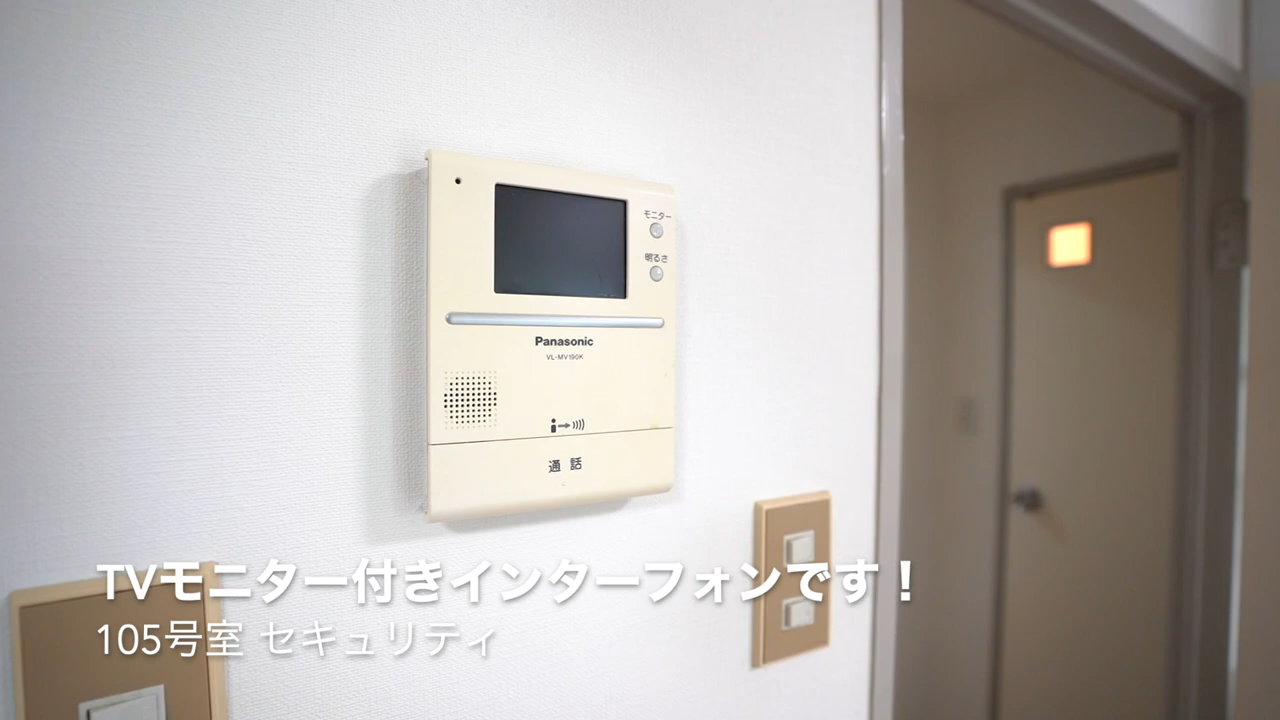 モニター
明るさ
Panasonic
VL-MV190K
通話
TVモニター付きインターフォンです！
105号室 セキュリティ